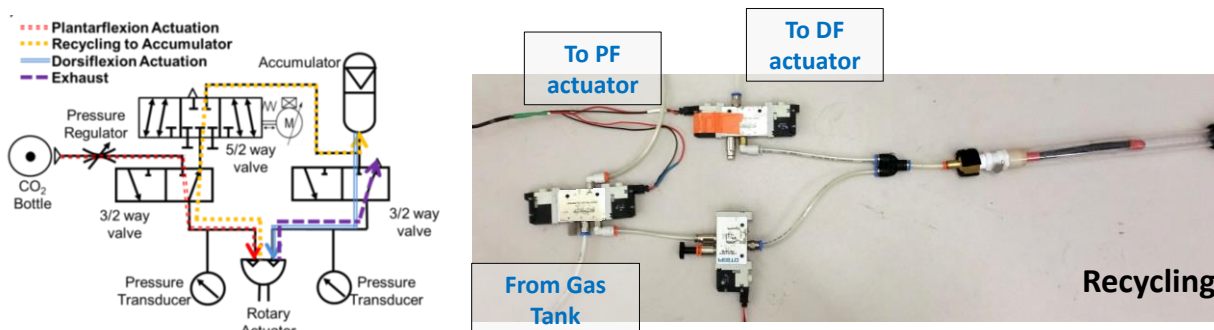 Plantarflexion Actuation
Recycling to Accumulator
Dorsiflexion Actuation
Exhaust
Accumulator
Pressure
Regulator
M
5/2 way
valve
CO₂
Bottle
3/2 way
valve
3/2 way
valve
Pressure
Transducer
Pressure
Transducer
Rotary
Actuator
To PF
actuator
To DF
actuator
From Gas
Tank
Recycling
FESTO